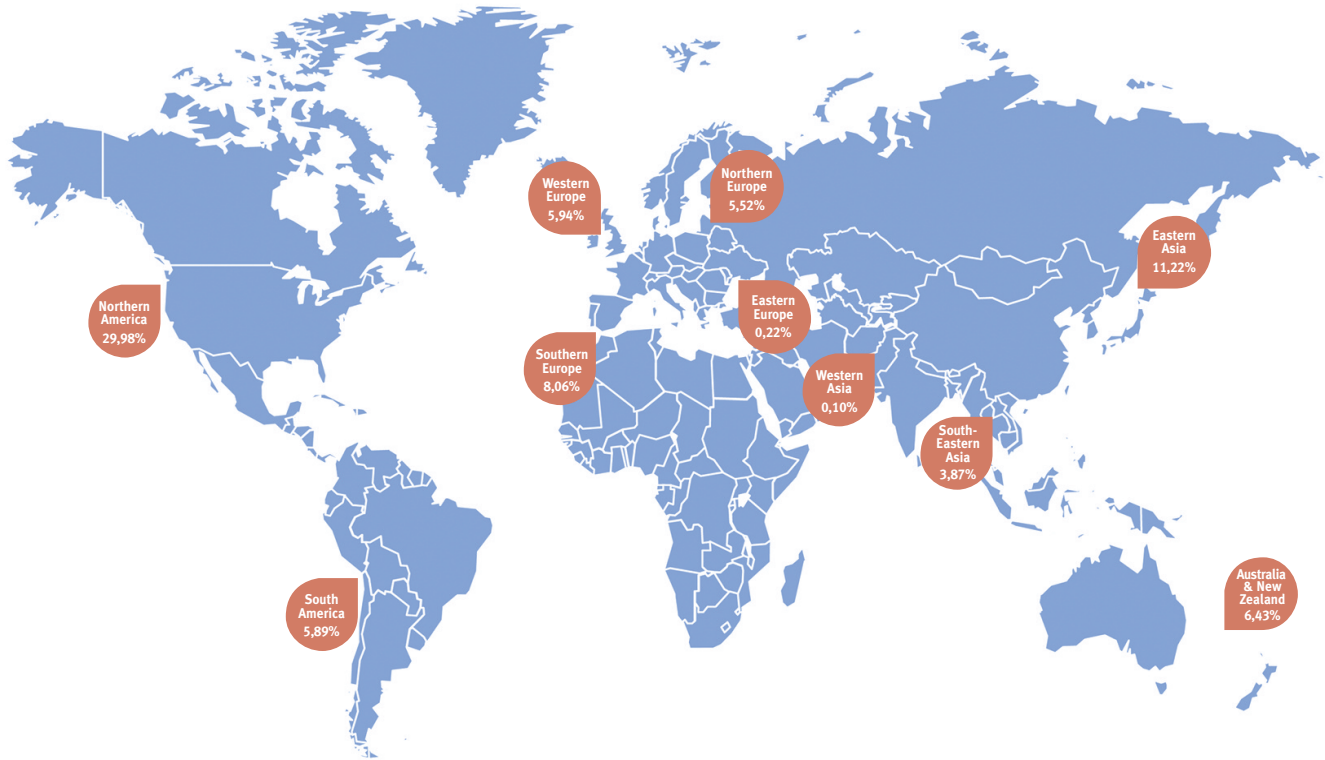 Western
Europe
5,94%
Northern
Europe
5,52%
Eastern
Asia
11,22%
Northern
America
29,98%
Eastern
Europe
0,22%
Southern
Europe
8,06%
Western
Asia
0,10%
South-
Eastern
Asia
3,87%
South
America
5,89%
Australia
& New
Zealand
6,43%